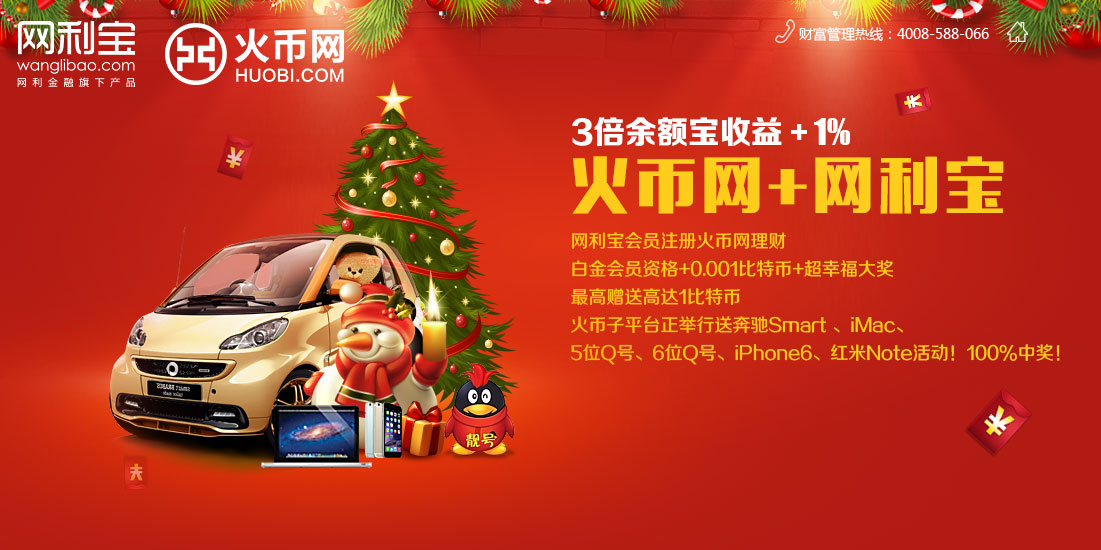 网利宝
wanglibao.com
网利金融旗下产品
火币网
HUOBI.COM
财富管理热线：4008-588-066
3倍余额宝收益+1%
火币网+网利宝
网利宝会员注册火币网理财
白金会员资格+0.001比特币+超幸福大奖
最高赠送高达1比特币
火币子平台正举行送奔驰Smart 、iMac、
5位Q号、6位Q号、iPhone6、红米Note活动！100%中奖！
¥
¥
¥
¥
靓号